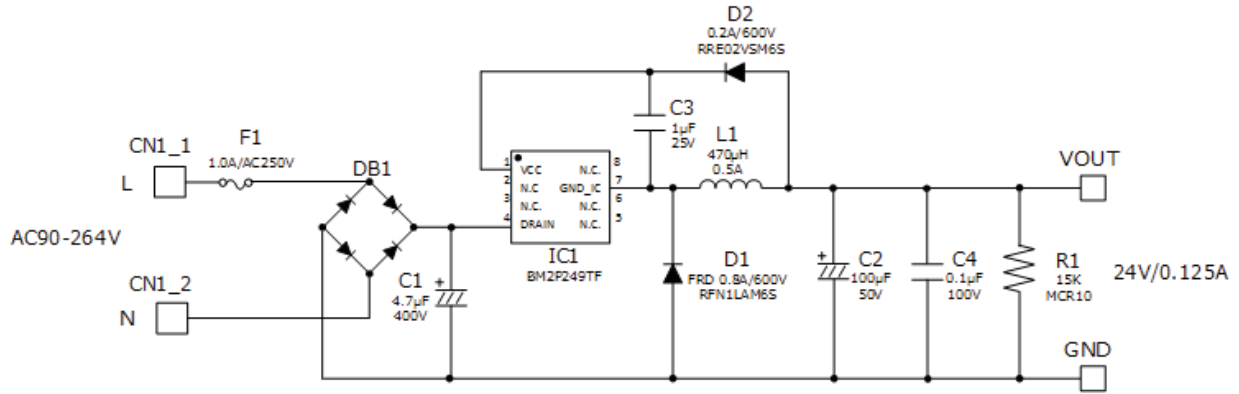 D2
0.2A/600V
RRE02VSM6S
C3
1µF
25V
L1
470µH
0.5A
CN1_1
F1
1.0A/AC250V
L
DB1
1 VCC N.C. 8
2 N.C GND_IC 7
3 N.C. N.C. 6
4 DRAIN N.C. 5
IC1
BM2P249TF
VOUT
AC90-264V
CN1_2
N
C1
4.7µF
400V
D1
FRD 0.8A/600V
RFN1LAM6S
C2
100µF
50V
C4
0.1µF
100V
R1
15K
MCR10
24V/0.125A
GND
+
+